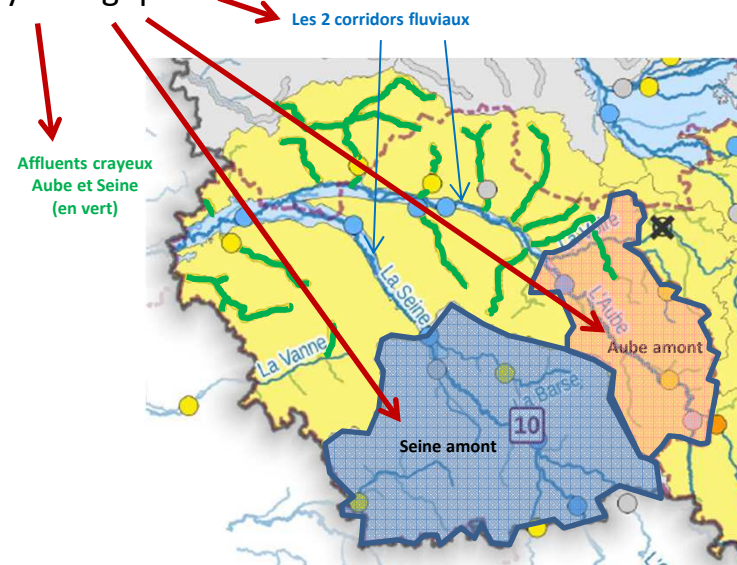 Les 2 corridors fluviaux
Affluents crayeux
Aube et Seine
(en vert)
La Seine
L'Aube
Aube amont
La Vanne
La Barse
10
Seine amont